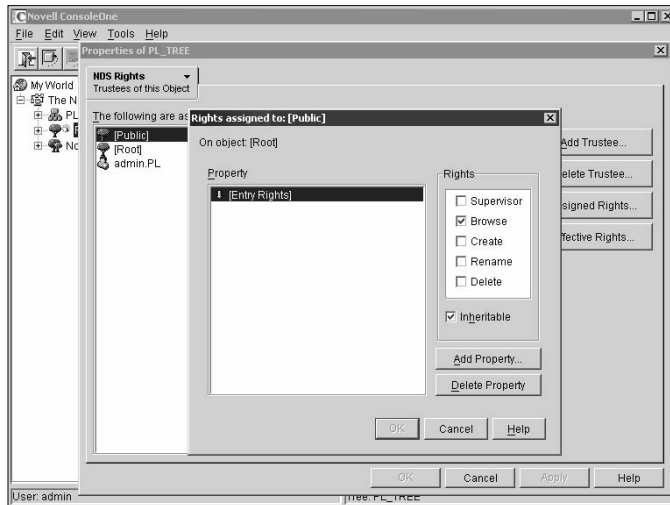 Novell ConsoleOne
File Edit View Tools Help
Properties of PL_TREE
NDS Rights
Trustees of this Object
My World
The N
PL
No
The following are as
[Public]
[Root]
admin.PL
Rights assigned to: [Public]
On object: [Root]
Property
[Entry Rights]
Rights
Supervisor
Browse
Create
Rename
Delete
Inheritable
Add Property...
Delete Property
OK Cancel Help
Add Trustee...
elete Trustee...
signed Rights...
ffective Rights...
OK Cancel Apply Help
User: admin
Tree: PL_TREE